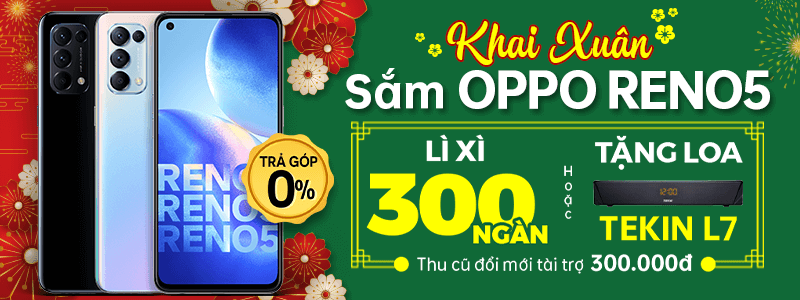 Khai Xuân
Sắm OPPO RENO5
TRẢ GÓP
0%
RENO5
RENO5
RENO5
LÌ XÌ
300
NGÀN
Hoặc
TẶNG LOA
TEKIN L7
Thu cũ đổi mới tài trợ 300.000đ